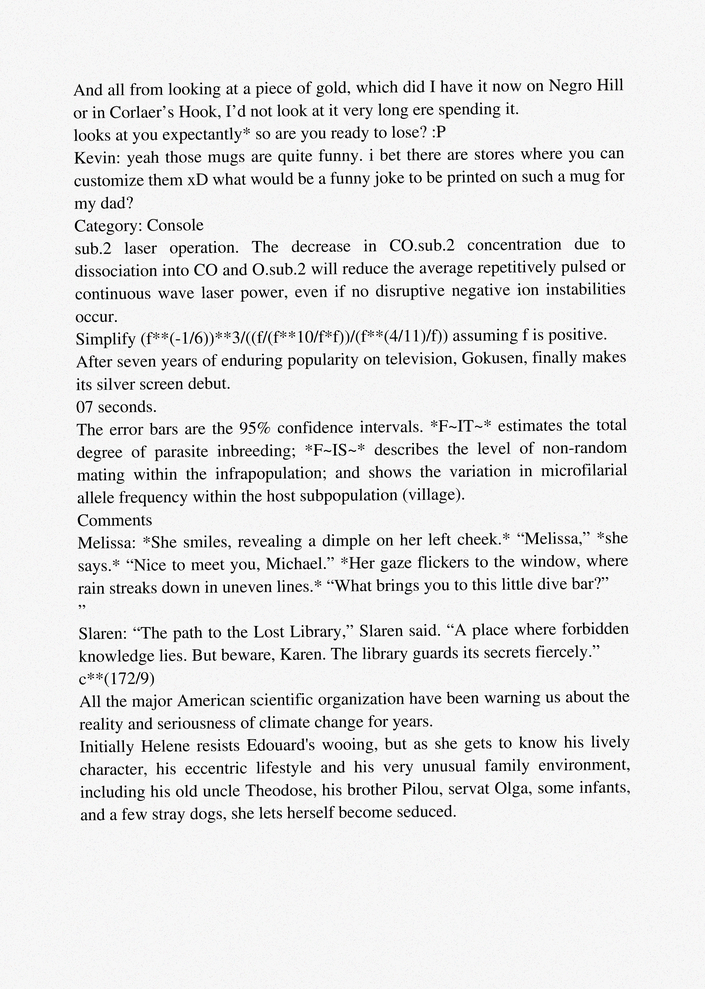 And all from looking at a piece of gold, which did I have it now on Negro Hill
or in Corlaer’s Hook, I’d not look at it very long ere spending it.
looks at you expectantly* so are you ready to lose? :P
Kevin: yeah those mugs are quite funny. i bet there are stores where you can
customize them xD what would be a funny joke to be printed on such a mug for
my dad?
Category: Console
sub.2 laser operation. The decrease in CO.sub.2 concentration due to
dissociation into CO and O.sub.2 will reduce the average repetitively pulsed or
continuous wave laser power, even if no disruptive negative ion instabilities
occur.
Simplify (f**(-1/6))**3/((f/(f**10/f*f))/(f**(4/11)/f)) assuming f is positive.
After seven years of enduring popularity on television, Gokusen, finally makes
its silver screen debut.
07 seconds.
The error bars are the 95% confidence intervals. *F~IT~* estimates the total
degree of parasite inbreeding; *F~IS~* describes the level of non-random
mating within the infrapopulation; and shows the variation in microfilarial
allele frequency within the host subpopulation (village).
Comments
Melissa: *She smiles, revealing a dimple on her left cheek.* “Melissa,” *she
says.* “Nice to meet you, Michael.” *Her gaze flickers to the window, where
rain streaks down in uneven lines.* “What brings you to this little dive bar?”
”
Slaren: “The path to the Lost Library,” Slaren said. “A place where forbidden
knowledge lies. But beware, Karen. The library guards its secrets fiercely.”
c**(172/9)
All the major American scientific organization have been warning us about the
reality and seriousness of climate change for years.
Initially Helene resists Edouard's wooing, but as she gets to know his lively
character, his eccentric lifestyle and his very unusual family environment,
including his old uncle Theodose, his brother Pilou, servat Olga, some infants,
and a few stray dogs, she lets herself become seduced.